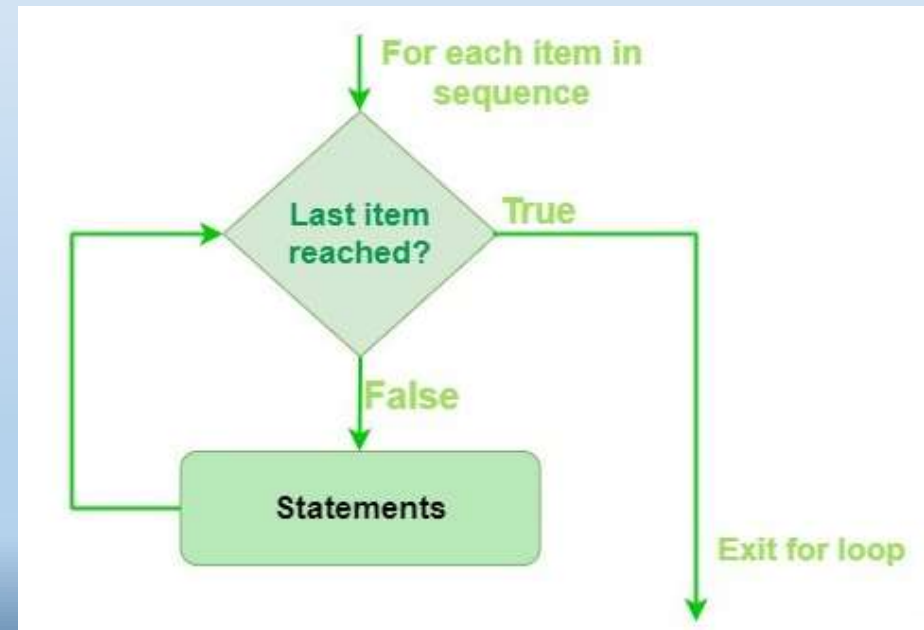 For each item in
sequence
Last item
reached?
True
False
Statements
Exit for loop